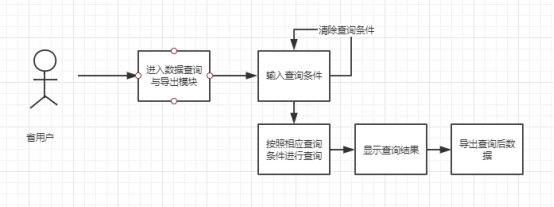 清除查询条件
进入数据查询
与导出模块
输入查询条件
省用户
按照相应查询
条件进行查询
显示查询结果
导出查询后数
据